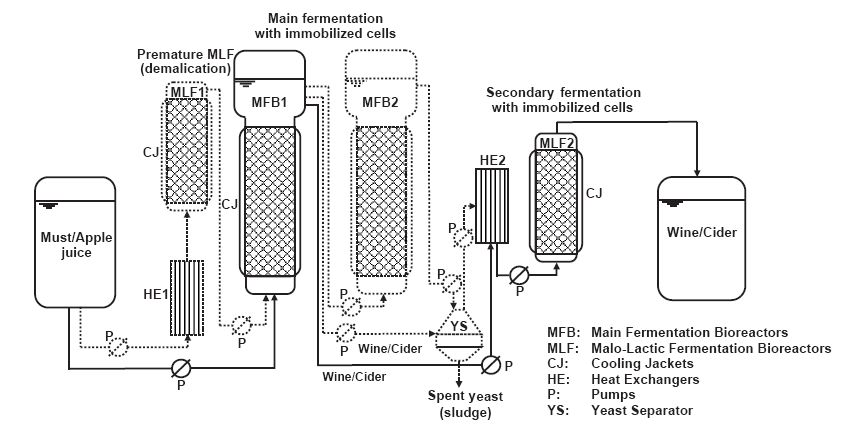 Main fermentation
with immobilized cells
Premature MLF
(demalication)
MLF1
MFB1
MFB2
Secondary fermentation
with immobilized cells
MLF2
CJ
HE2
CJ
CJ
Must/Apple
juice
Wine/Cider
P
HE1
P
P
P
YS
P
P
P
Wine/Cider
P
P
Wine/Cider
P
Spent yeast
(sludge)
MFB: Main Fermentation Bioreactors
MLF: Malo-Lactic Fermentation Bioreactors
CJ: Cooling Jackets
HE: Heat Exchangers
P: Pumps
YS: Yeast Separator